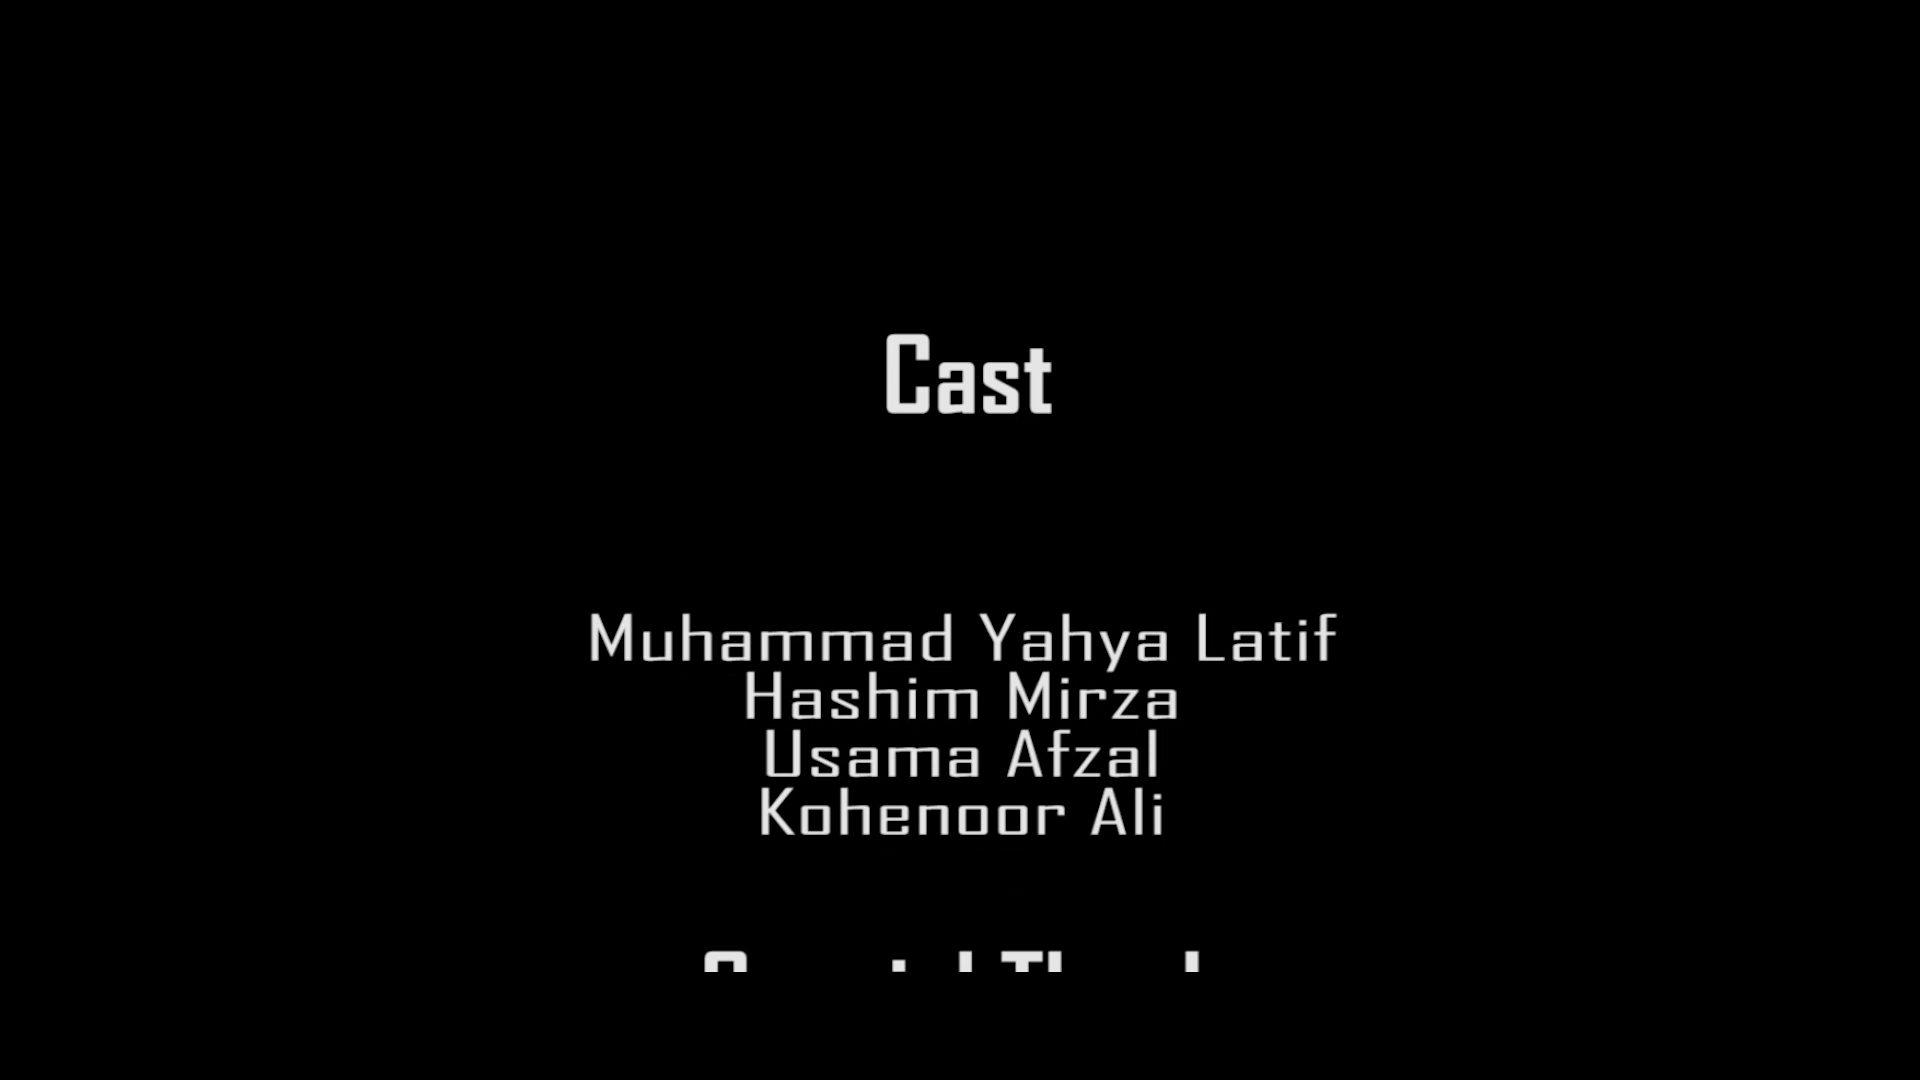 Cast
Muhammad Yahya Latif
Hashim Mirza
Usama Afzal
Kohenoor Ali